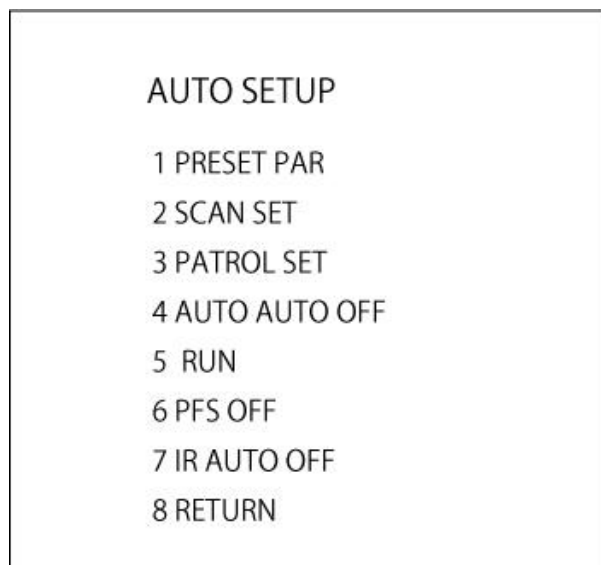 AUTO SETUP
1 PRESET PAR
2 SCAN SET
3 PATROL SET
4 AUTO AUTO OFF
5 RUN
6 PFS OFF
7 IR AUTO OFF
8 RETURN